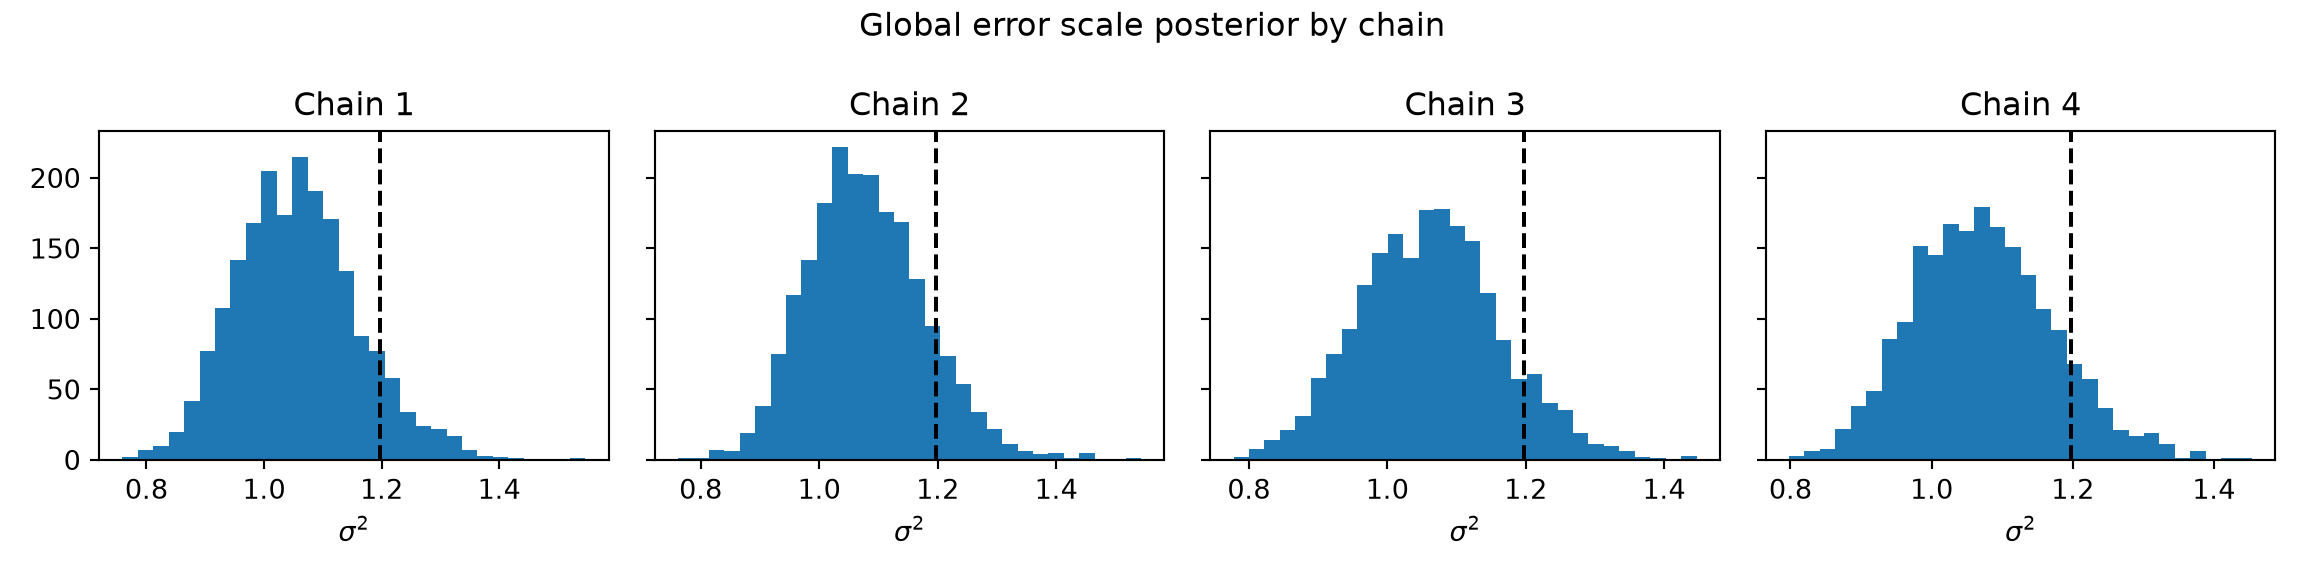 Global error scale posterior by chain
Chain 1
Chain 2
Chain 3
Chain 4
200
150
100
50
0
0.8 1.0 1.2 1.4
0.8 1.0 1.2 1.4
0.8 1.0 1.2 1.4
0.8 1.0 1.2 1.4
σ²
σ²
σ²
σ²